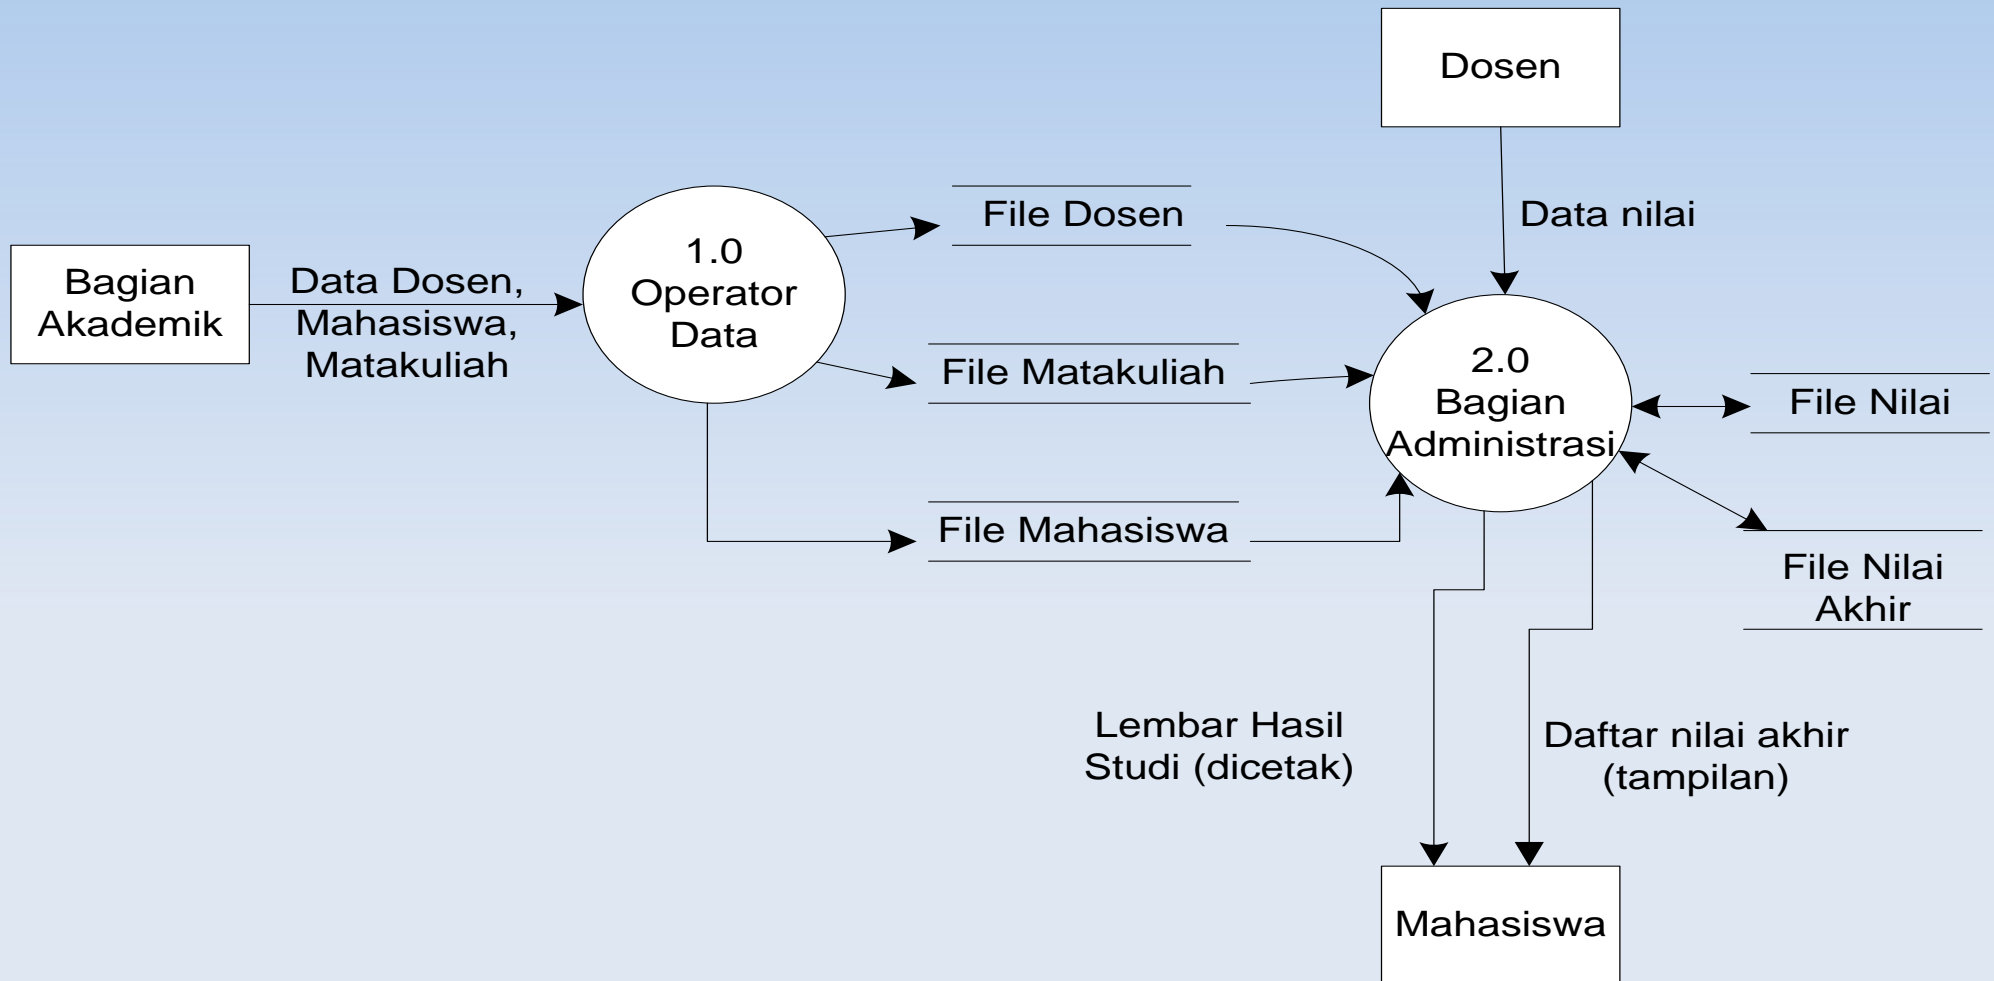 Dosen
Data nilai
File Dosen
1.0
Operator
Data
Bagian
Akademik
Data Dosen,
Mahasiswa,
Matakuliah
File Matakuliah
2.0
Bagian
Administrasi
File Nilai
File Mahasiswa
File Nilai
Akhir
Lembar Hasil
Studi (dicetak)
Daftar nilai akhir
(tampilan)
Mahasiswa